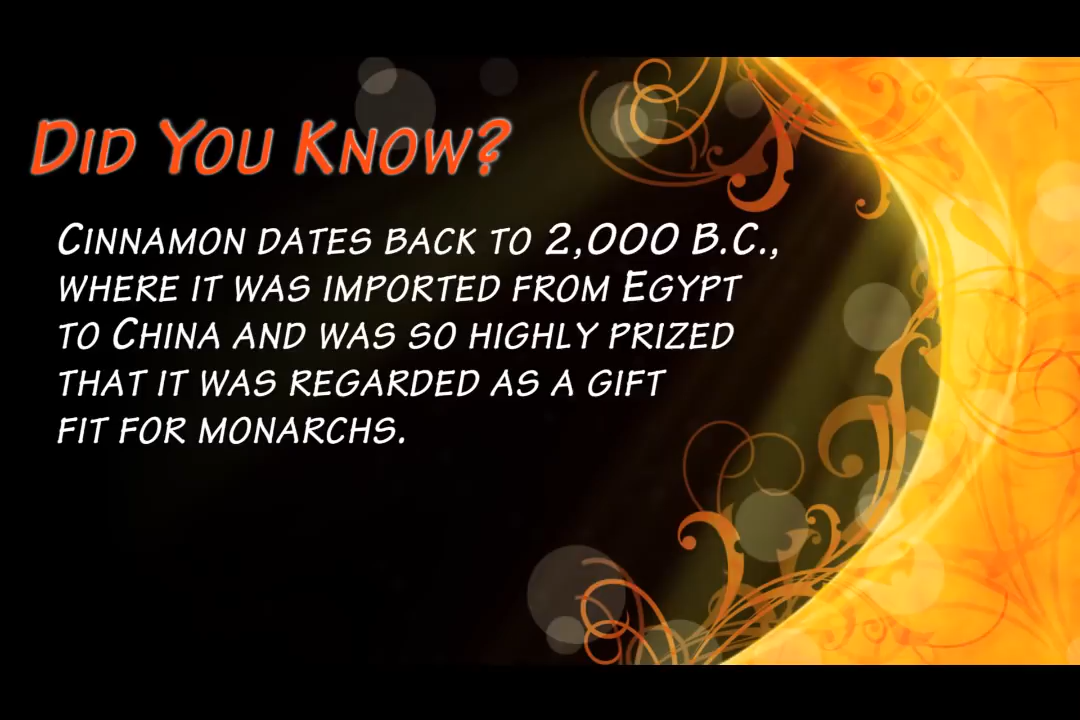 DID YOU KNOW?
CINNAMON DATES BACK TO 2,000 B.C.,
WHERE IT WAS IMPORTED FROM EGYPT
TO CHINA AND WAS SO HIGHLY PRIZED
THAT IT WAS REGARDED AS A GIFT
FIT FOR MONARCHS.